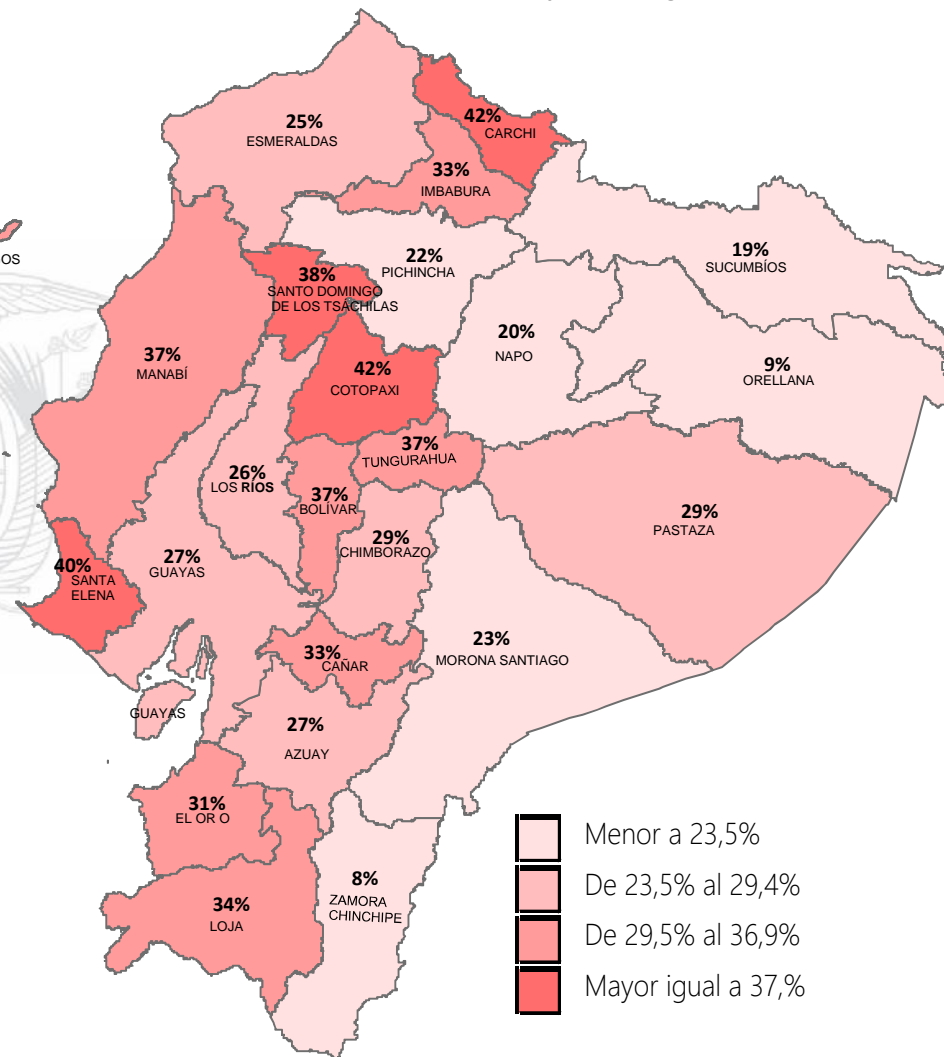 25%
ESMERALDAS
42%
CARCHI
33%
IMBABURA
OS
22%
PICHINCHA
19%
SUCUMBÍOS
38%
SANTO DOMINGO
DE LOS TSÁCHILAS
20%
NAPO
37%
MANABÍ
42%
COTOPAXI
9%
ORELLANA
37%
TUNGURAHUA
26%
LOS RÍOS
37%
BOLÍVAR
29%
PASTAZA
29%
CHIMBORAZO
27%
GUAYAS
40%
SANTA
ELENA
23%
MORONA SANTIAGO
33%
CAÑAR
GUAYAS
27%
AZUAY
31%
EL OR O
8%
ZAMORA
CHINCHIPE
34%
LOJA
Menor a 23,5%
De 23,5% al 29,4%
De 29,5% al 36,9%
Mayor igual a 37,%